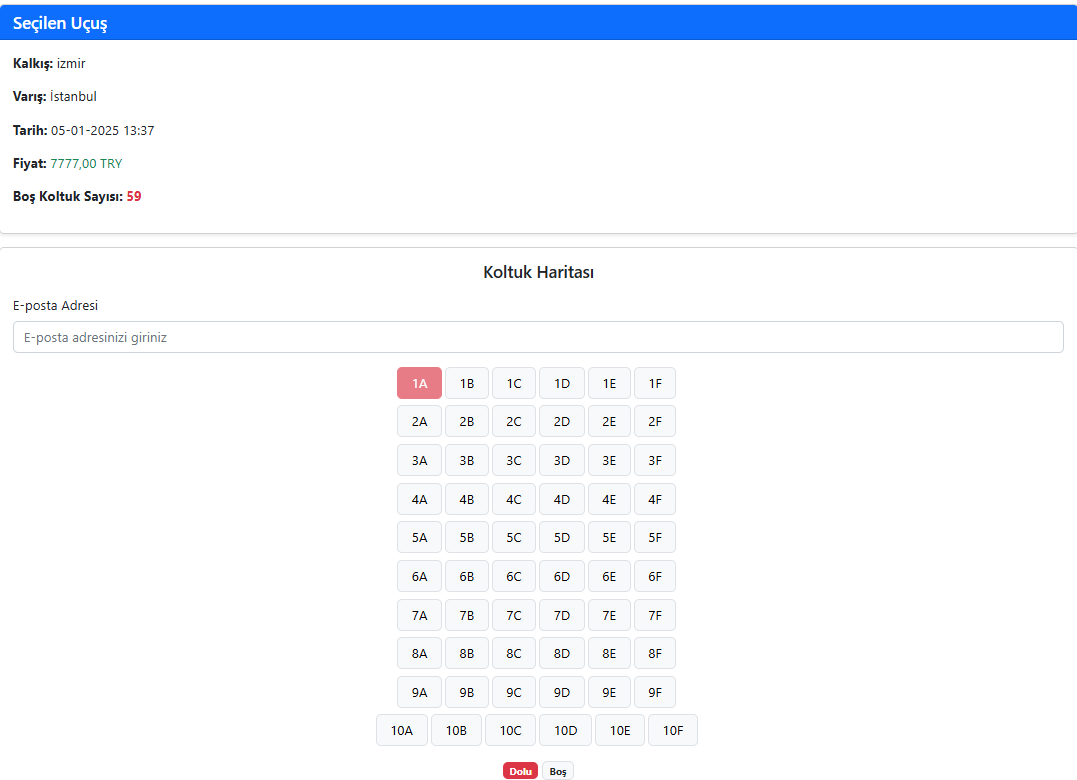 Seçilen Uçuş
Kalkış: izmir
Varış: İstanbul
Tarih: 05-01-2025 13:37
Fiyat: 7777,00 TRY
Boş Koltuk Sayısı: 59
Koltuk Haritası
E-posta Adresi
E-posta adresinizi giriniz
1A 1B 1C 1D 1E 1F
2A 2B 2C 2D 2E 2F
3A 3B 3C 3D 3E 3F
4A 4B 4C 4D 4E 4F
5A 5B 5C 5D 5E 5F
6A 6B 6C 6D 6E 6F
7A 7B 7C 7D 7E 7F
8A 8B 8C 8D 8E 8F
9A 9B 9C 9D 9E 9F
10A 10B 10C 10D 10E 10F
Dolu Boş